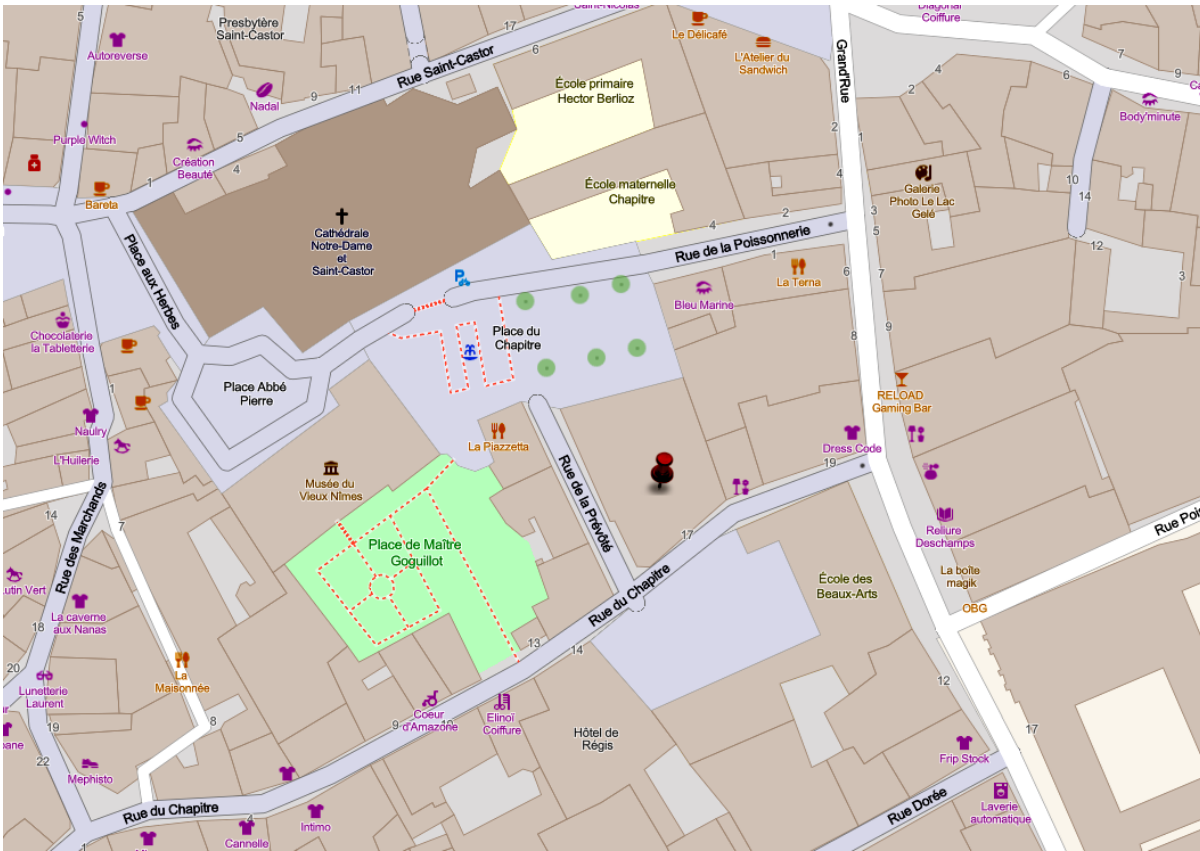 Saint-Nicolas
Diagonal
Coiffure
5
Presbytère
Saint-Castor
17
Le Délicafé
Autoreverse
6
L'Atelier du
Sandwich
Grand'Rue
4
2
7
6
9
Rue Saint-Castor
École primaire
Hector Berlioz
Nadal
9
11
4
Body'minute
Purple Witch
5
2
1
Création
Beauté
4
1
Bareta
École maternelle
Chapitre
Galerie
Photo Le Lac
Gelé
10
14
Cathédrale
Notre-Dame
et
Saint-Castor
4
2
3
5
12
Rue de la Poissonnerie
1
Place aux Herbes
6
7
3
La Terna
Bleu Marine
Chocolaterie
la Tabletterie
Place du
Chapitre
8
9
1
Place Abbé
Pierre
RELOAD
Gaming Bar
Naulry
La Piazzetta
Dress Code
L'Huilerie
19
Musée du
Vieux Nîmes
14
7
Rue des Marchands
Rue de la Prévôté
17
Reliure
Deschamps
Place de Maître
Goguillot
La boîte
magik
École des
Beaux-Arts
Rue du Chapitre
OBG
La caverne
aux Nanas
18
13
14
20
La
Maisonnée
12
Lunetterie
Laurent
Coeur
d'Amazone
9
10
Elinoï
Coiffure
8
19
17
Hôtel de
Régis
22
Mephisto
Frip Stock
Rue du Chapitre
4
Intimo
Cannelle
Rue Dorée
Laverie
automatique
1